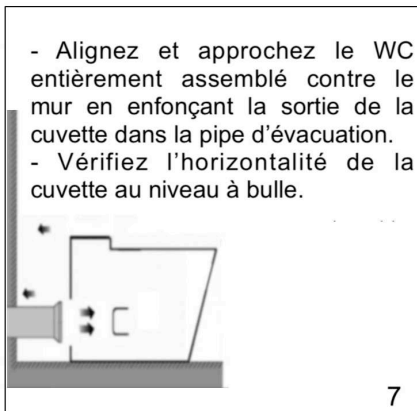 - Alignez et approchez le WC
entièrement assemblé contre le
mur en enfonçant la sortie de la
cuvette dans la pipe d’évacuation.
- Vérifiez l’horizontalité de la
cuvette au niveau à bulle.
7